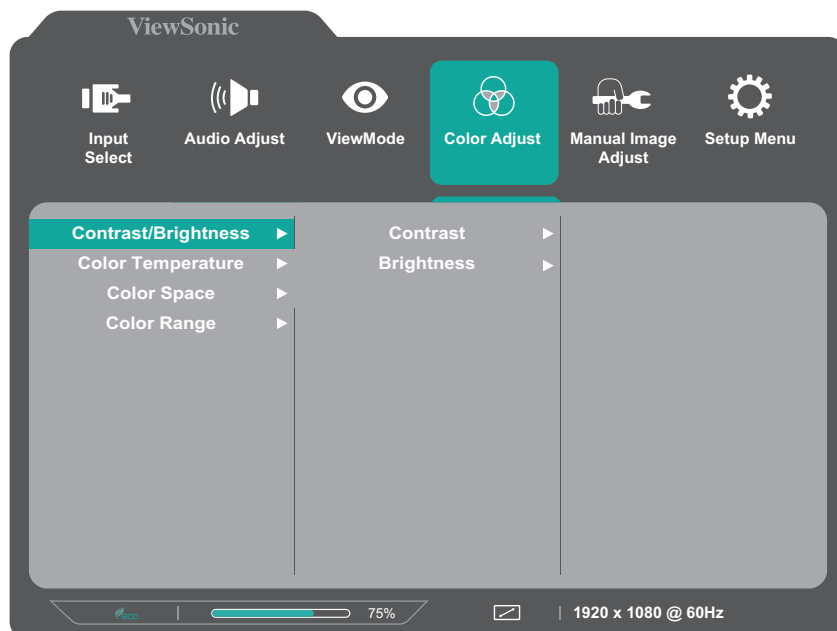 ViewSonic
Input Select
Audio Adjust
ViewMode
Color Adjust
Manual Image Adjust
Setup Menu
Contrast/Brightness
Contrast
Color Temperature
Brightness
Color Space
Color Range
eco
75%
1920 x 1080 @ 60Hz